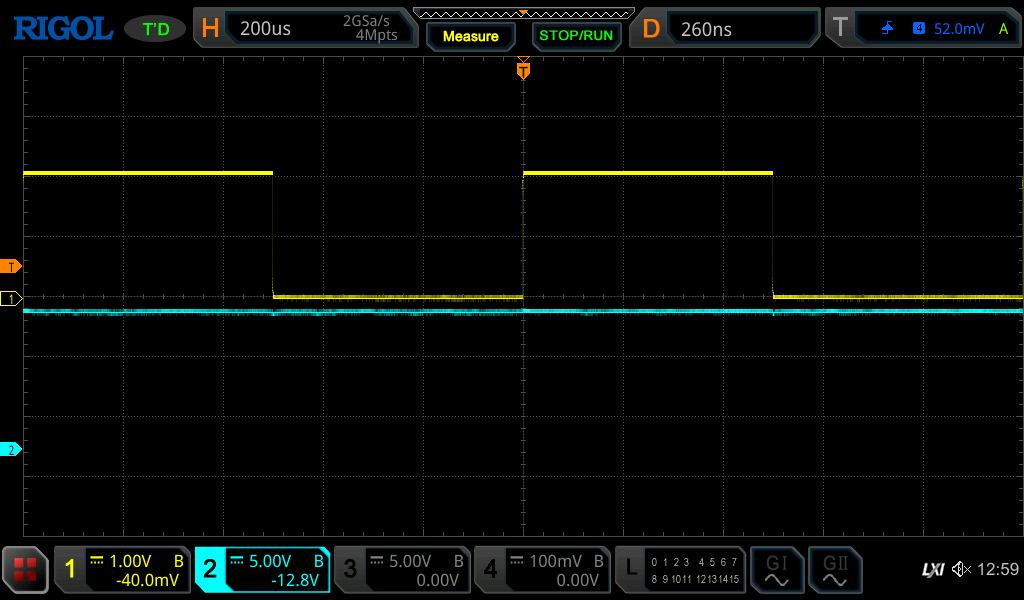 RIGOL T'D H 200us 2GSa/s 4Mpts Measure STOP/RUN D 260ns T 4 52.0mV A
T
T
1
2
1 1.00V B -40.0mV
2 5.00V B -12.8V
3 5.00V B 0.00V
4 100mV B 0.00V
L 0 1 2 3 4 5 6 7
8 9 10 11 12 13 14 15
GI
GII
LXI 12:59